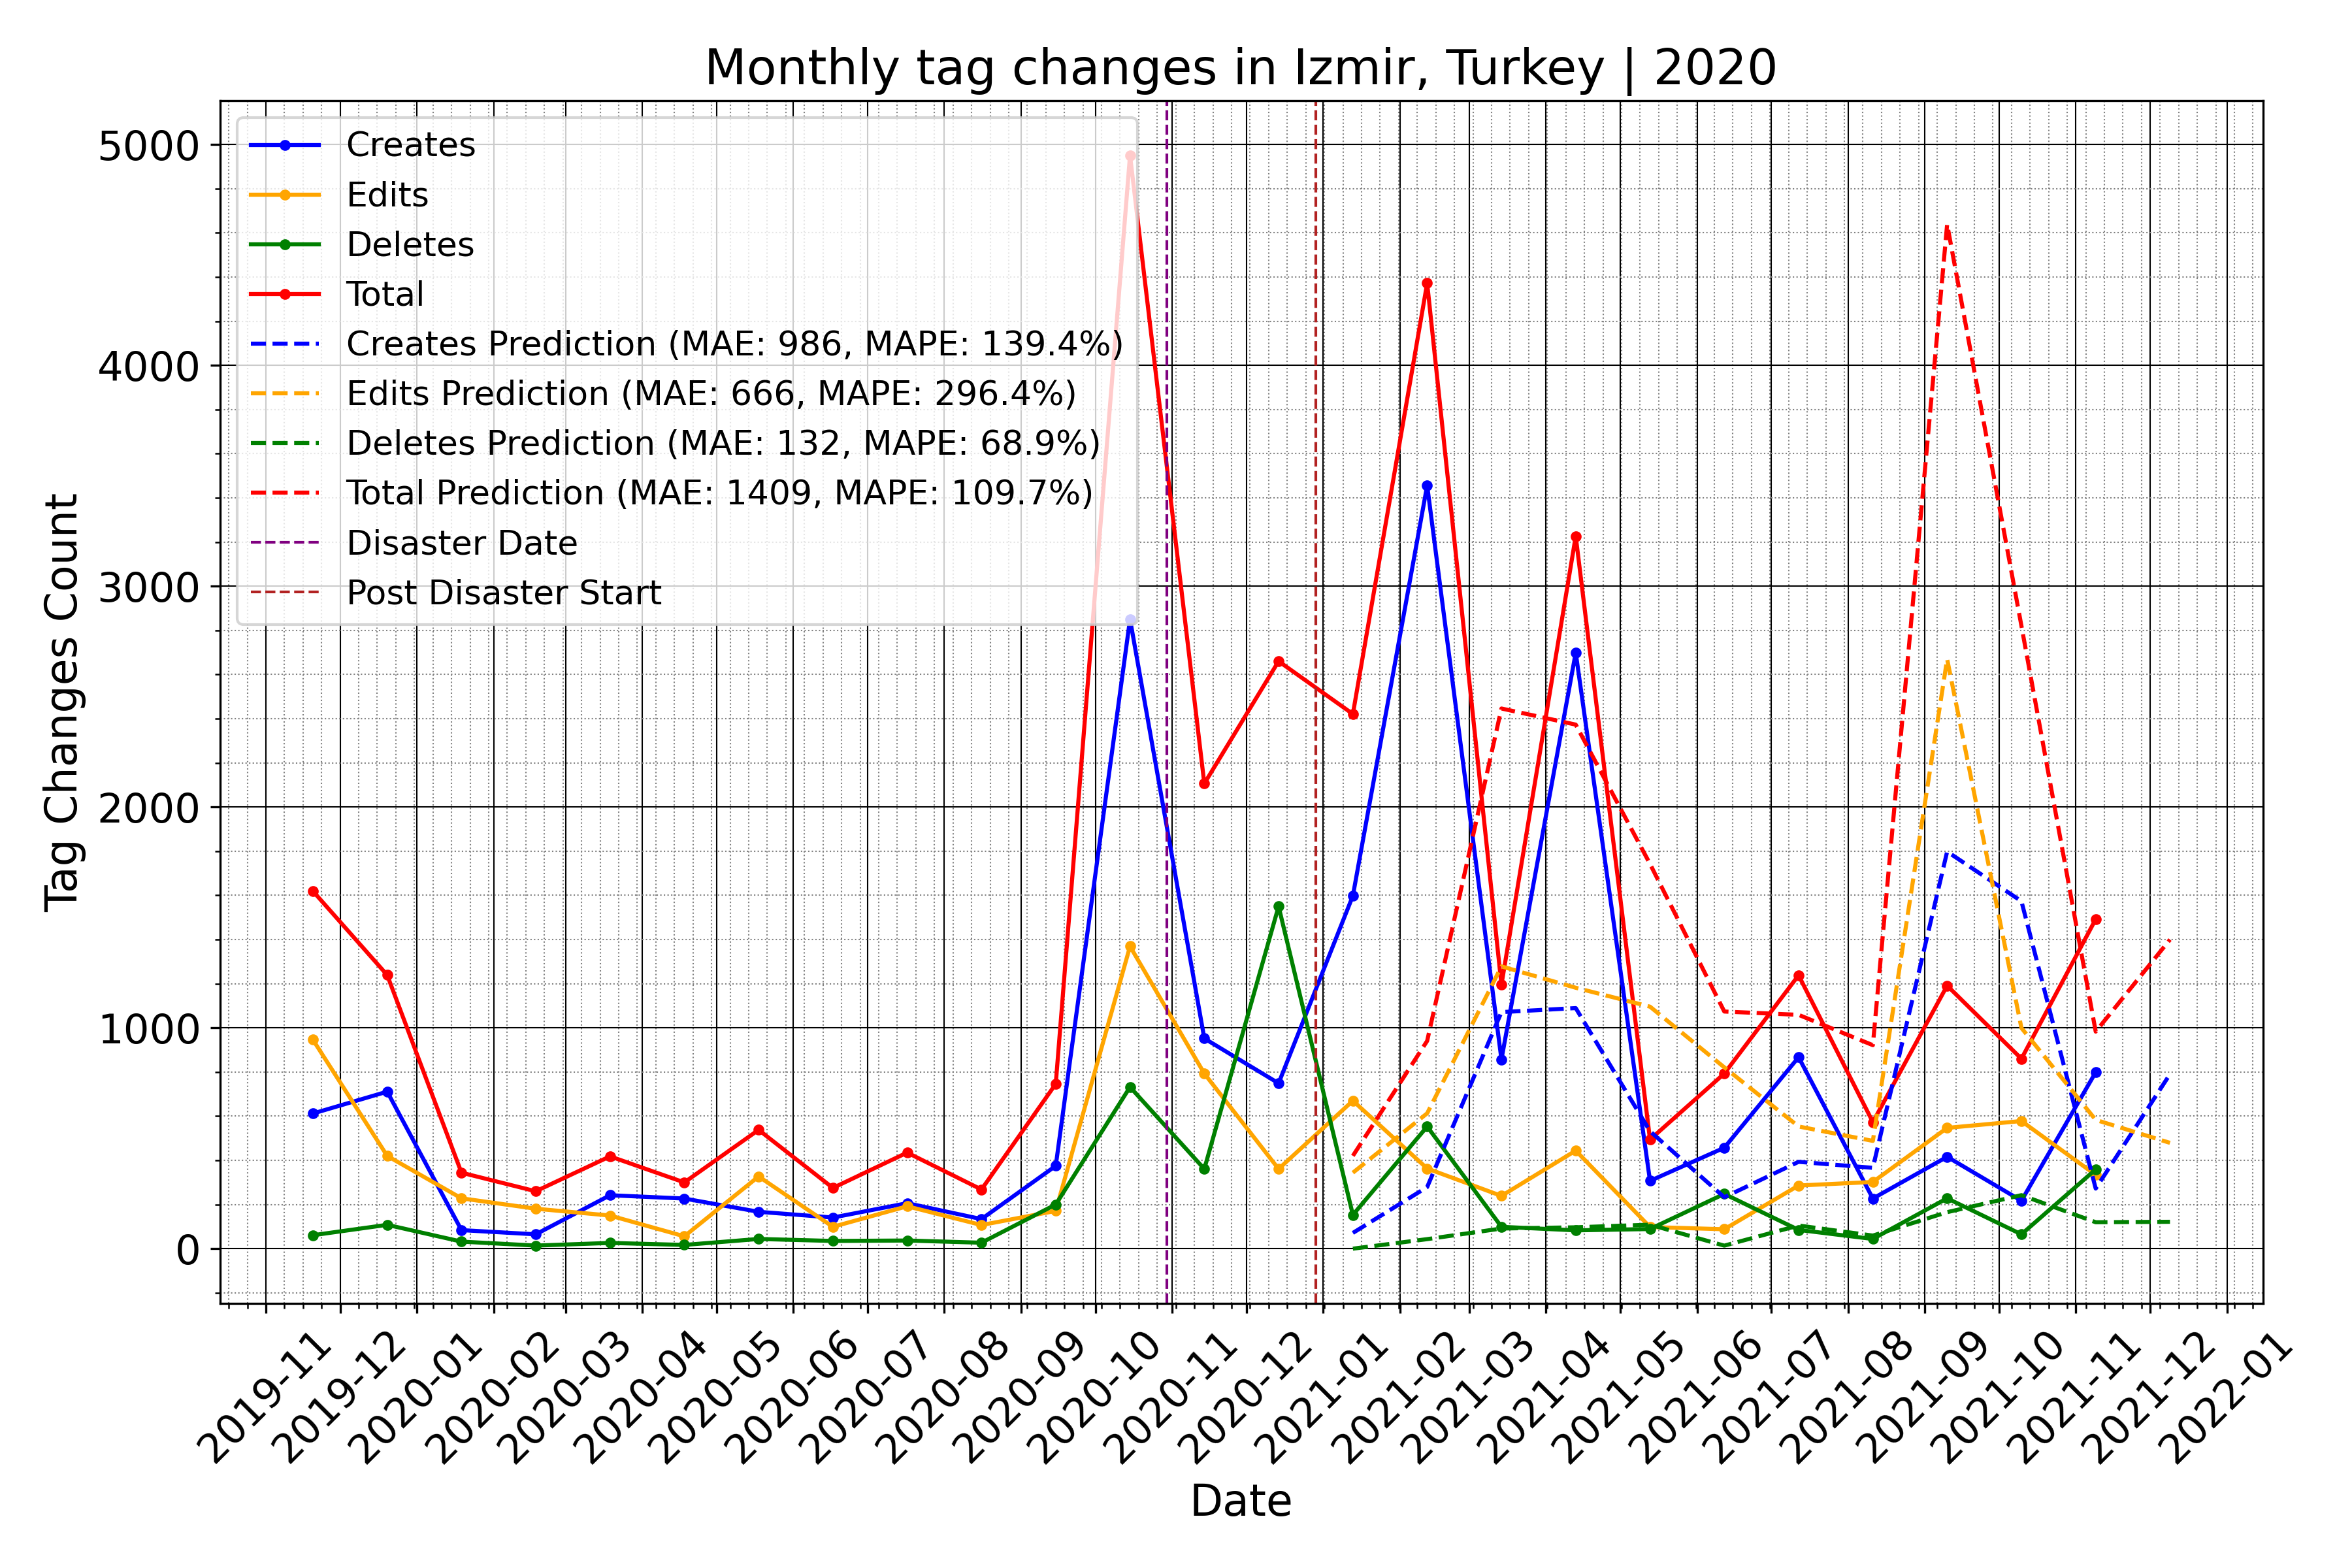 Monthly tag changes in Izmir, Turkey | 2020
Tag Changes Count
5000
4000
3000
2000
1000
0
Creates
Edits
Deletes
Total
Creates Prediction (MAE: 986, MAPE: 139.4%)
Edits Prediction (MAE: 666, MAPE: 296.4%)
Deletes Prediction (MAE: 132, MAPE: 68.9%)
Total Prediction (MAE: 1409, MAPE: 109.7%)
Disaster Date
Post Disaster Start
2019-11
2019-12
2020-01
2020-02
2020-03
2020-04
2020-05
2020-06
2020-07
2020-08
2020-09
2020-10
2020-11
2020-12
2021-01
2021-02
2021-03
2021-04
2021-05
2021-06
2021-07
2021-08
2021-09
2021-10
2021-11
2021-12
2022-01
Date